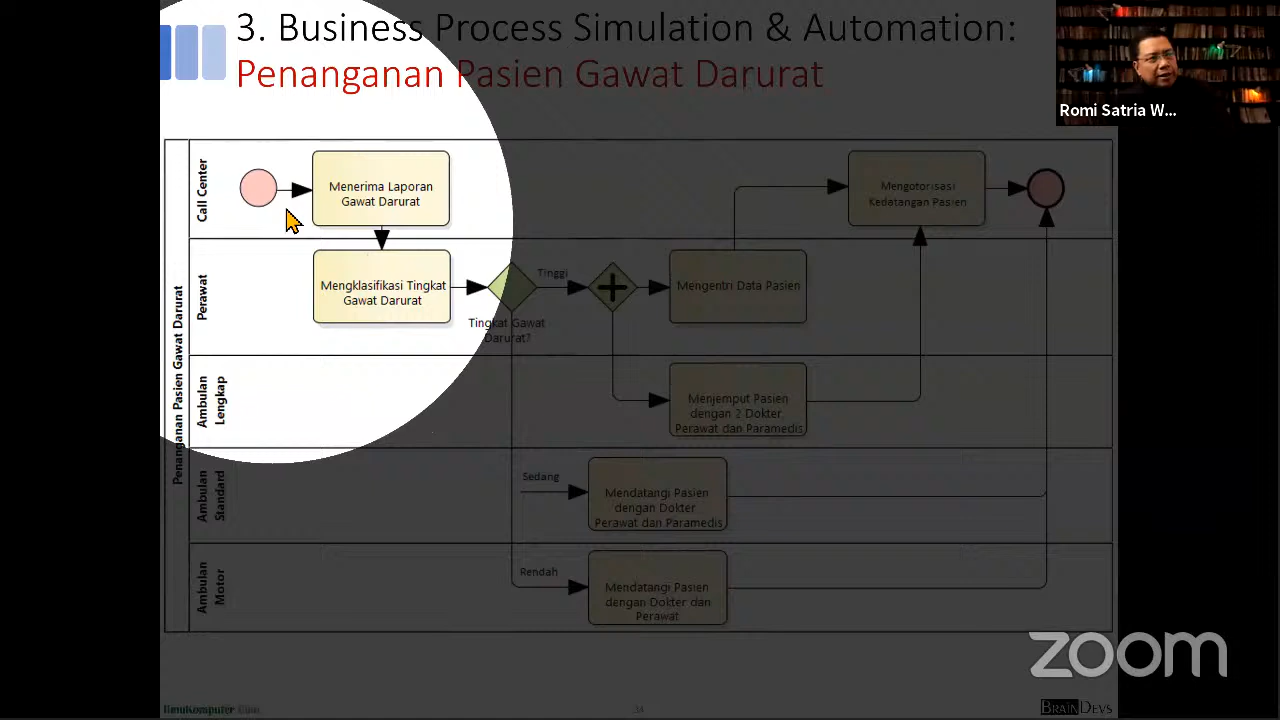 3. Business Process Simulation & Automation:
Penanganan Pasien Gawat Darurat
Romi Satria W...
Penanganan Pasien Gawat Darurat
Call Center
Menerima Laporan
Gawat Darurat
Mengotorisasi
Kedatangan Pasien
Perawat
Mengklasifikasi Tingkat
Gawat Darurat
Tingkat Gawat
Darurat?
Tinggi
Mengentri Data Pasien
Ambulan
Lengkap
Menjemput Pasien
dengan 2 Dokter,
Perawat dan Paramedis
Ambulan
Standard
Sedang
Mendatangi Pasien
dengan Dokter
Perawat dan Paramedis
Ambulan
Motor
Rendah
Mendatangi Pasien
dengan Dokter dan
Perawat
zoom
IlmuKomputer.Com
34
BRAINDEVS